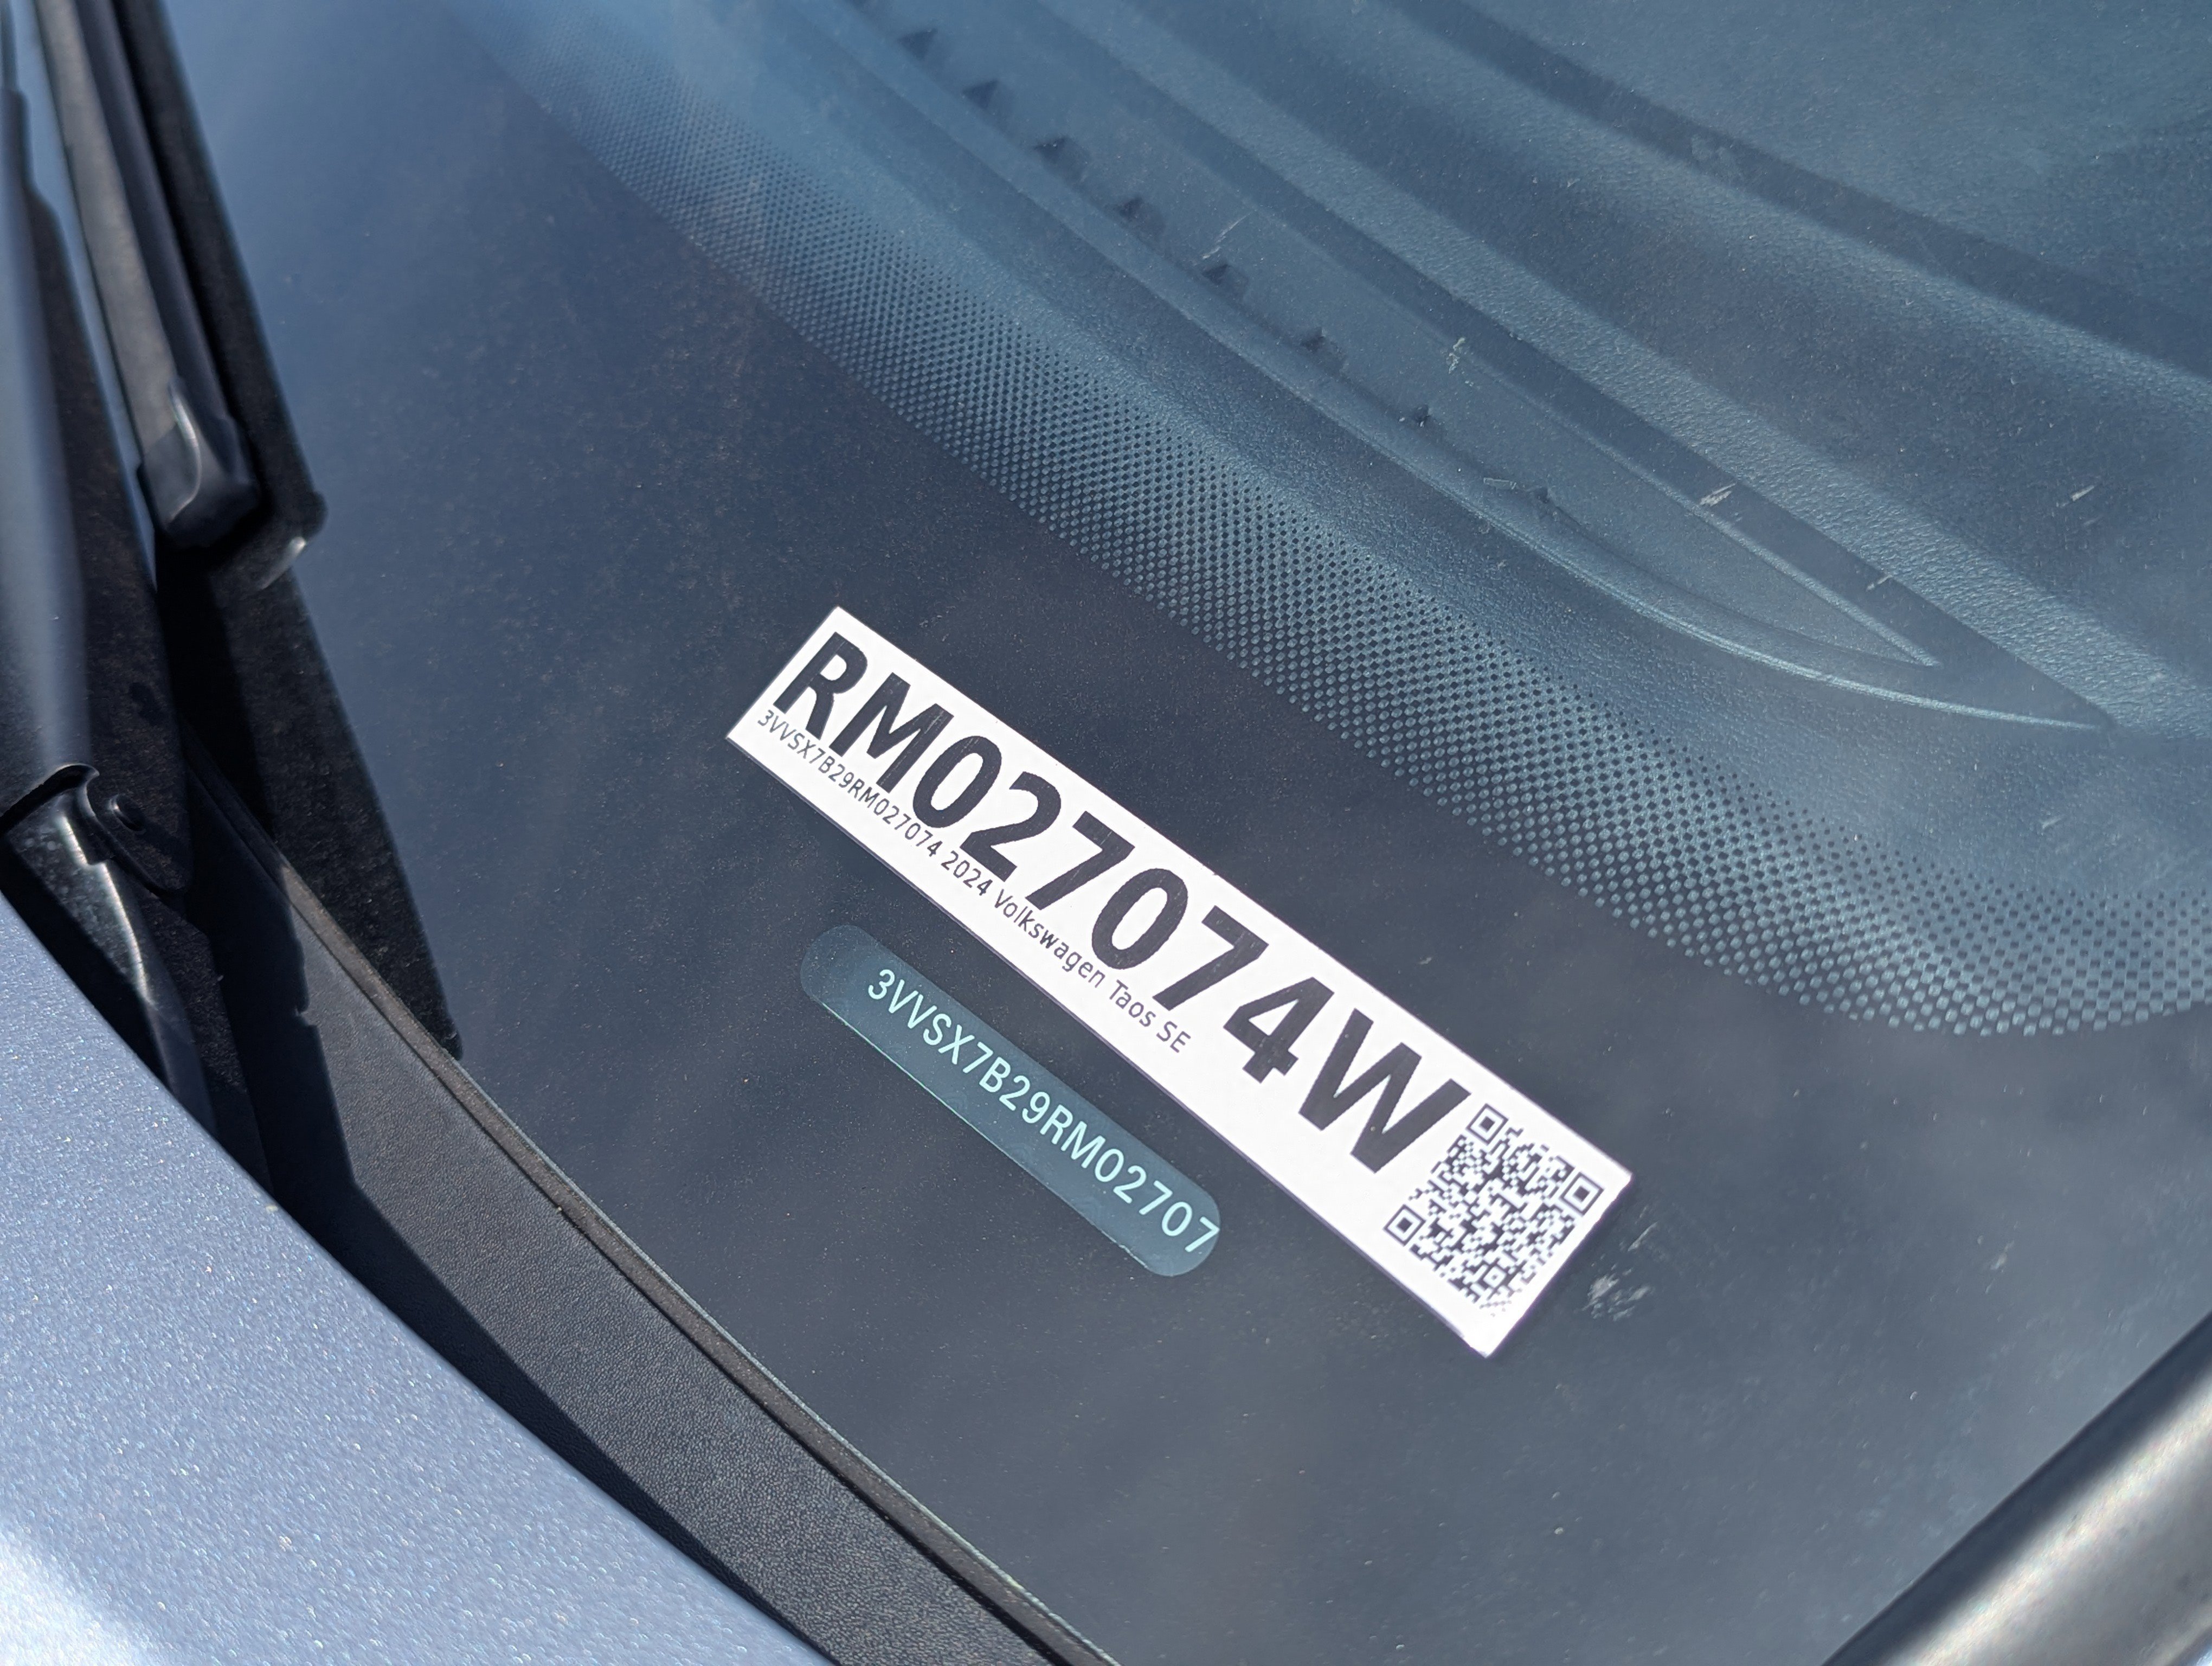 RM027074W
3VVSX7B29RM027074 2024 Volkswagen Taos SE
3VVSX7B29RM02707